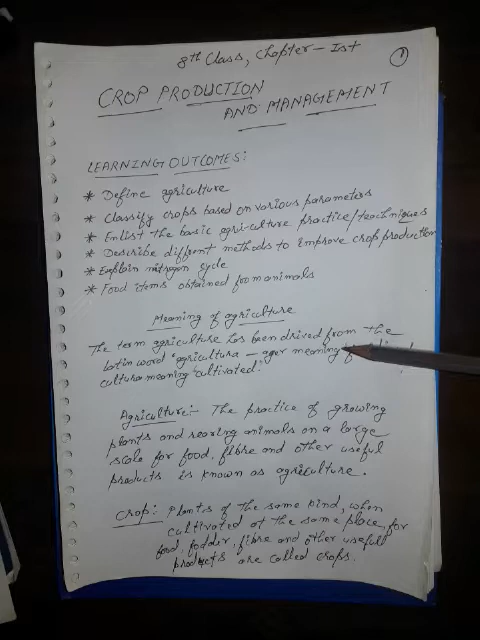 8th Class, Chapter - Ist
1
CROP PRODUCTION
AND MANAGEMENT
LEARNING OUTCOMES:
* Define agriculture
* Classify crops based on various parameters
* Enlist the basic agri-culture practice/techniques
* Describe different methods to improve crop production
* Explain nitrogen cycle
* Food items obtained from animals
Meaning of agriculture
The term agriculture has been drived from the
latin word "agricultura - ager meaning
cultura meaning "cultivated."
Agriculture:- The practice of growing
plants and rearing animals on a large
scale for food, fibre and other useful
products is known as agriculture.
Crop: Plants of the same kind, when
cultivated at the same place, for
food, fodder, fibre and other usefull
products are called crops.